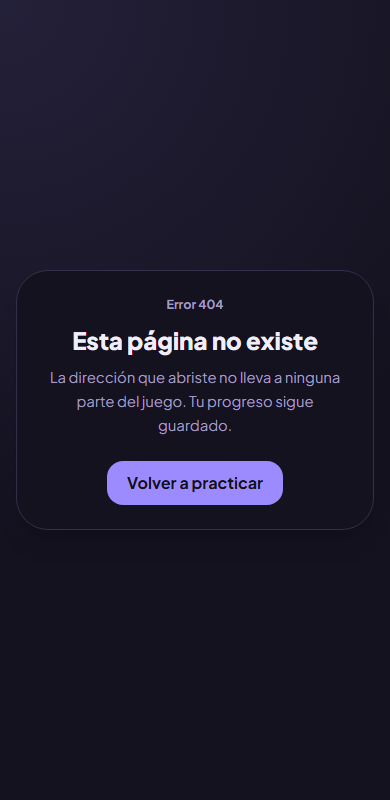 Error 404
Esta página no existe
La dirección que abriste no lleva a ninguna
parte del juego. Tu progreso sigue
guardado.
Volver a practicar